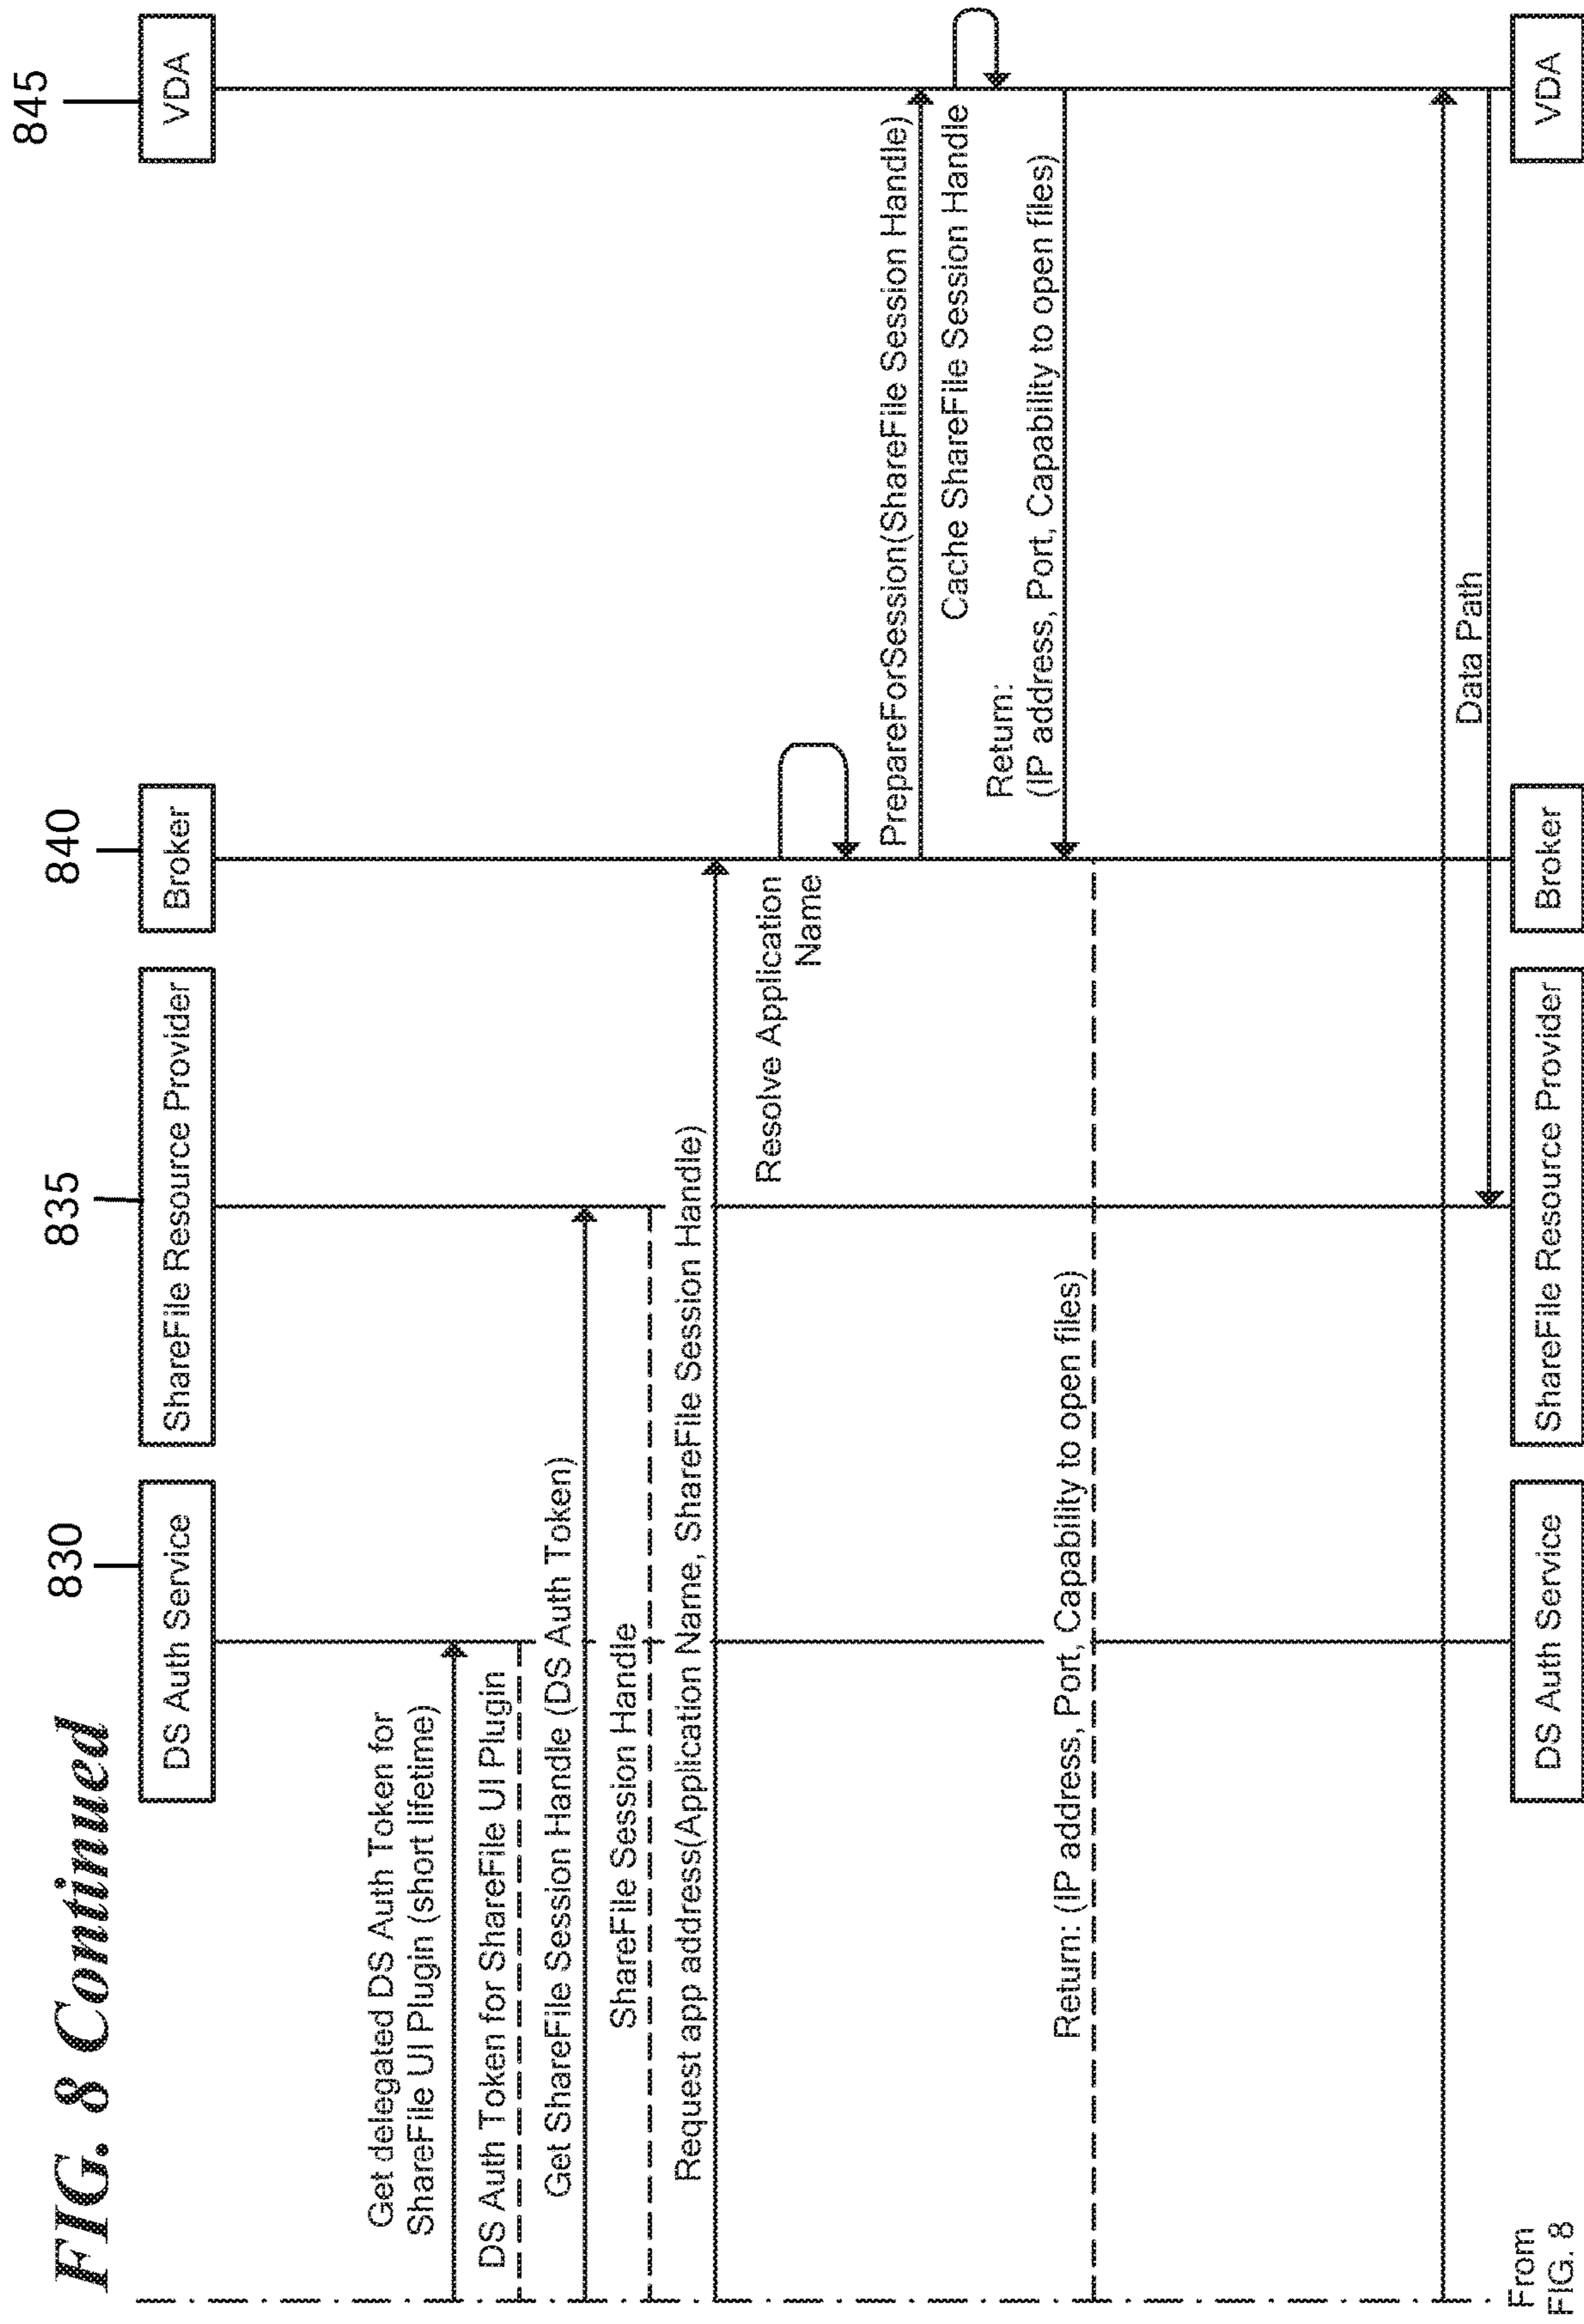 FIG. 8 Continued
830
835
840
845
DS Auth Service
ShareFile Resource Provider
Broker
VDA
Get delegated DS Auth Token for
ShareFile UI Plugin (short lifetime)
DS Auth Token for ShareFile UI Plugin
Get ShareFile Session Handle (DS Auth Token)
ShareFile Session Handle
Request app address(Application Name, ShareFile Session Handle)
Resolve Application
Name
PrepareForSession(ShareFile Session Handle)
Cache ShareFile Session Handle
Return:
(IP address, Port, Capability to open files)
Return: (IP address, Port, Capability to open files)
Data Path
From
FIG. 8
DS Auth Service
ShareFile Resource Provider
Broker
VDA